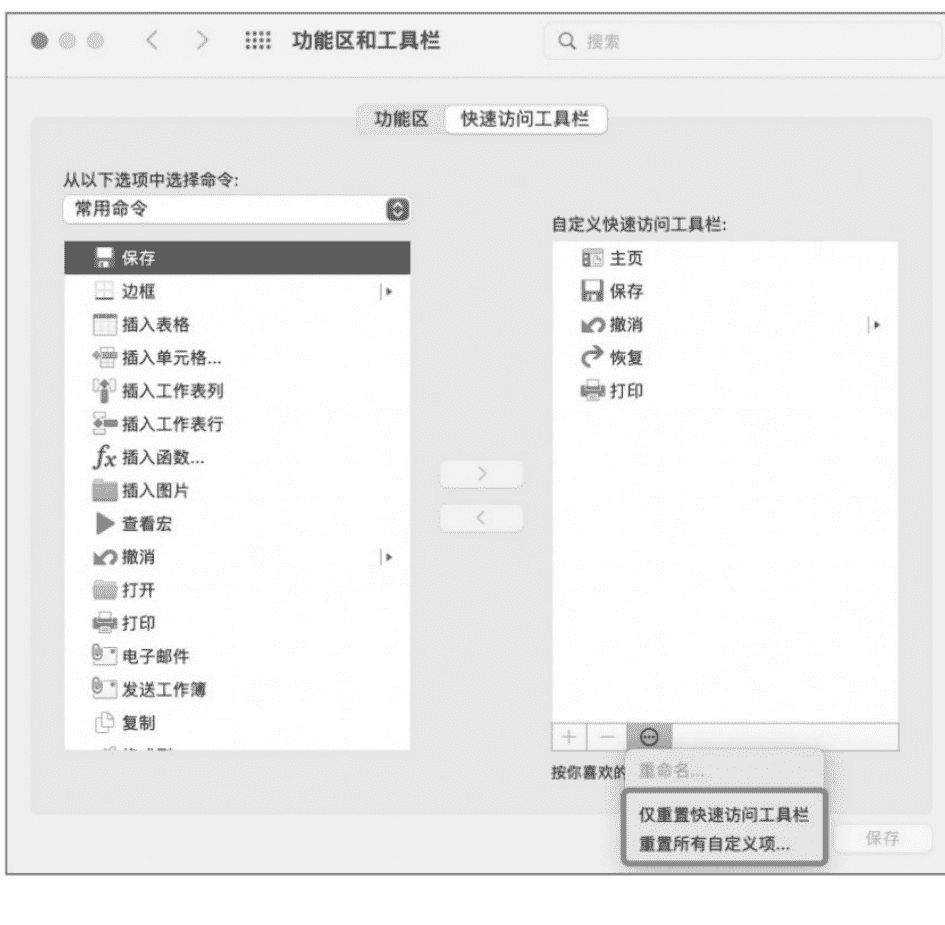 功能区和工具栏
搜索
功能区
快速访问工具栏
从以下选项中选择命令:
常用命令
保存
边框
插入表格
插入单元格...
插入工作表列
插入工作表行
fx 插入函数...
插入图片
查看宏
撤消
打开
打印
电子邮件
发送工作簿
复制
自定义快速访问工具栏:
主页
保存
撤消
恢复
打印
按你喜欢的
重命名...
仅重置快速访问工具栏
重置所有自定义项...
保存